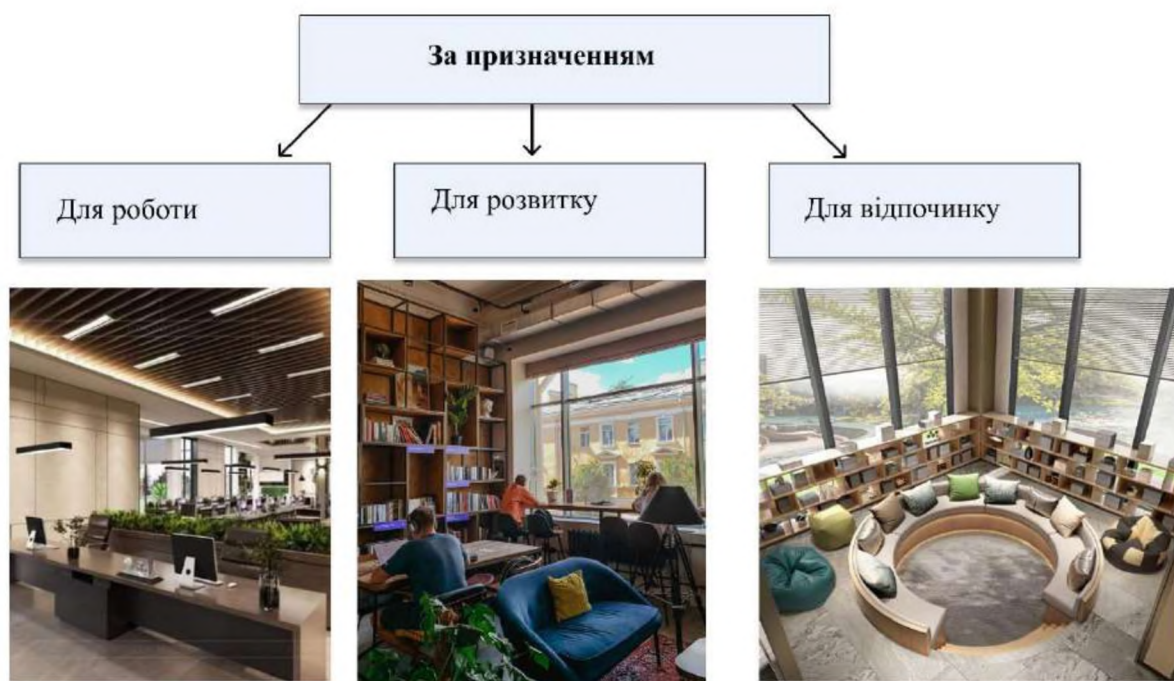 За призначенням
Для роботи
Для розвитку
Для відпочинку